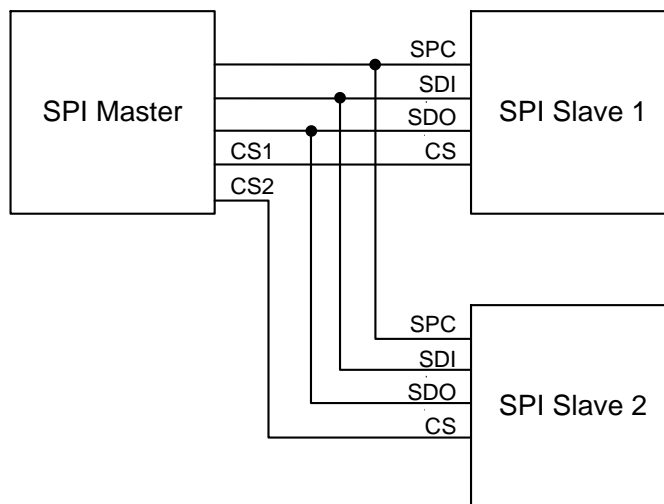 SPI Master
SPC
SDI
SDO
CS1
CS
CS2
SPI Slave 1
SPC
SDI
SDO
CS
SPI Slave 2